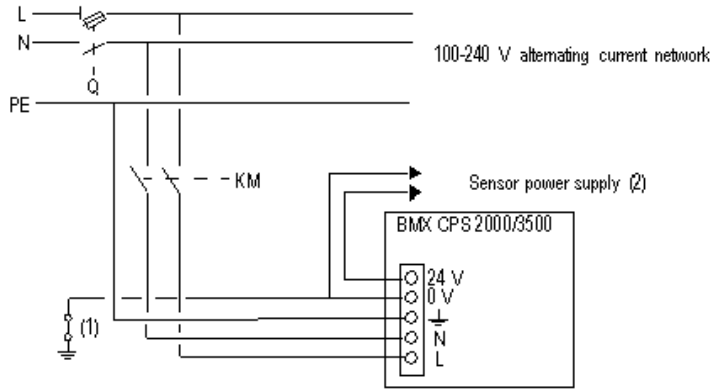 L
N
100-240 V alternating current network
Q
PE
KM
Sensor power supply (2)
BMX CPS 2000/3500
24 V
0 V
(1)
N
L